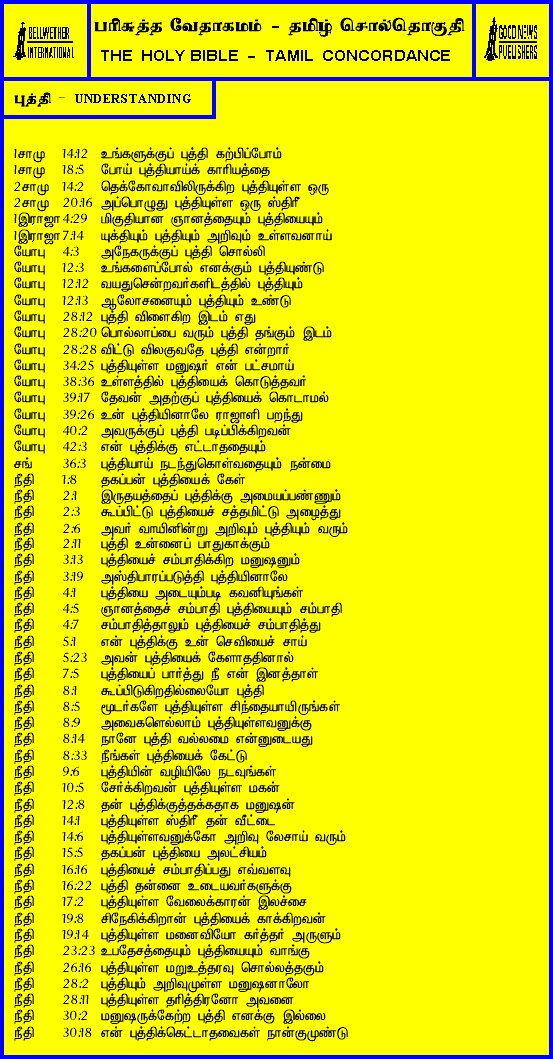 BELLWETHER
INTERNATIONAL
பரிசுத்த வேதாகமம் - தமிழ் சொல்தொகுதி
THE HOLY BIBLE - TAMIL CONCORDANCE
GOOD NEWS
PUBLISHERS
புத்தி - UNDERSTANDING
1சாமு 14:12 உங்களுக்குப் புத்தி கற்பிப்போம்
1சாமு 18:5 போய் புத்தியாய்க் காரியத்தை
2சாமு 14:2 தெக்கோவாவிலிருக்கிற புத்தியுள்ள ஒரு
2சாமு 20:16 அப்பொழுது புத்தியுள்ள ஒரு ஸ்திரீ
1இராஜா 4:29 மிகுதியான ஞானத்தையும் புத்தியையும்
1இராஜா 7:14 யுக்தியும் புத்தியும் அறிவும் உள்ளவனாய்
யோபு 4:3 அநேகருக்குப் புத்தி சொல்லி
யோபு 12:3 உங்களைப்போல் எனக்கும் புத்தியுண்டு
யோபு 12:12 வயதுசென்றவர்களிடத்தில் புத்தியும்
யோபு 12:13 ஆலோசனையும் புத்தியும் உண்டு
யோபு 28:12 புத்தி விளைகிற இடம் எது
யோபு 28:20 பொல்லாப்பை வரும் புத்தி தங்கும் இடம்
யோபு 28:28 விட்டு விலகுவதே புத்தி என்றார்
யோபு 34:25 புத்தியுள்ள மனுஷர் என் பட்சமாய்
யோபு 38:36 உள்ளத்தில் புத்தியைக் கொடுத்தவர்
யோபு 39:17 தேவன் அதற்குப் புத்தியைக் கொடாமல்
யோபு 39:26 உன் புத்தியினாலே ராஜாளி பறந்து
யோபு 40:2 அவருக்குப் புத்தி படிப்பிக்கிறவன்
யோபு 42:3 என் புத்திக்கு எட்டாததையும்
சங் 36:3 புத்தியாய் நடந்துகொள்வதையும் நன்மை
நீதி 1:8 தகப்பன் புத்தியைக் கேள்
நீதி 2:1 இருதயத்தைப் புத்திக்கு அமையப்பண்ணும்
நீதி 2:3 கூப்பிட்டு புத்தியைச் சத்தமிட்டு அழைத்து
நீதி 2:6 அவர் வாயினின்று அறிவும் புத்தியும் வரும்
நீதி 2:11 புத்தி உன்னைப் பாதுகாக்கும்
நீதி 3:13 புத்தியைச் சம்பாதிக்கிற மனுஷனும்
நீதி 3:19 அஸ்திபாரப்படுத்தி புத்தியினாலே
நீதி 4:1 புத்தியை அடையும்படி கவனியுங்கள்
நீதி 4:5 ஞானத்தைச் சம்பாதி புத்தியையும் சம்பாதி
நீதி 4:7 சம்பாதித்தாலும் புத்தியைச் சம்பாதித்து
நீதி 5:1 என் புத்திக்கு உன் செவியைச் சாய்
நீதி 5:23 அவன் புத்தியைக் கேளாததினால்
நீதி 7:5 புத்தியைப் பார்த்து நீ என் இனத்தாள்
நீதி 8:1 கூப்பிடுகிறதில்லையோ புத்தி
நீதி 8:5 மூடர்களே புத்தியுள்ள சிந்தையாயிருங்கள்
நீதி 8:9 அவைகளெல்லாம் புத்தியுள்ளவனுக்கு
நீதி 8:14 நானே புத்தி வல்லமை என்னுடையது
நீதி 8:33 நீங்கள் புத்தியைக் கேட்டு
நீதி 9:6 புத்தியின் வழியிலே நடவுங்கள்
நீதி 10:5 சேர்க்கிறவன் புத்தியுள்ள மகன்
நீதி 12:8 தன் புத்திக்குத்தக்கதாக மனுஷன்
நீதி 14:1 புத்தியுள்ள ஸ்திரீ தன் வீட்டை
நீதி 14:6 புத்தியுள்ளவனுக்கோ அறிவு லேசாய் வரும்
நீதி 15:5 தகப்பன் புத்தியை அலட்சியம்
நீதி 16:16 புத்தியைச் சம்பாதிப்பது எவ்வளவு
நீதி 16:22 புத்தி தன்னை உடையவர்களுக்கு
நீதி 17:2 புத்தியுள்ள வேலைக்காரன் இலச்சை
நீதி 19:8 சிநேகிக்கிறான் புத்தியைக் காக்கிறவன்
நீதி 19:14 புத்தியுள்ள மனைவியோ கர்த்தர் அருளும்
நீதி 23:23 உபதேசத்தையும் புத்தியையும் வாங்கு
நீதி 26:16 புத்தியுள்ள மறுஉத்தரவு சொல்லத்தகும்
நீதி 28:2 புத்தியும் அறிவுமுள்ள மனுஷனாலோ
நீதி 28:11 புத்தியுள்ள தரித்திரனோ அவனை
நீதி 30:2 மனுஷருக்கேற்ற புத்தி எனக்கு இல்லை
நீதி 30:18 என் புத்திக்கெட்டாதவைகள் நான்குமுண்டு